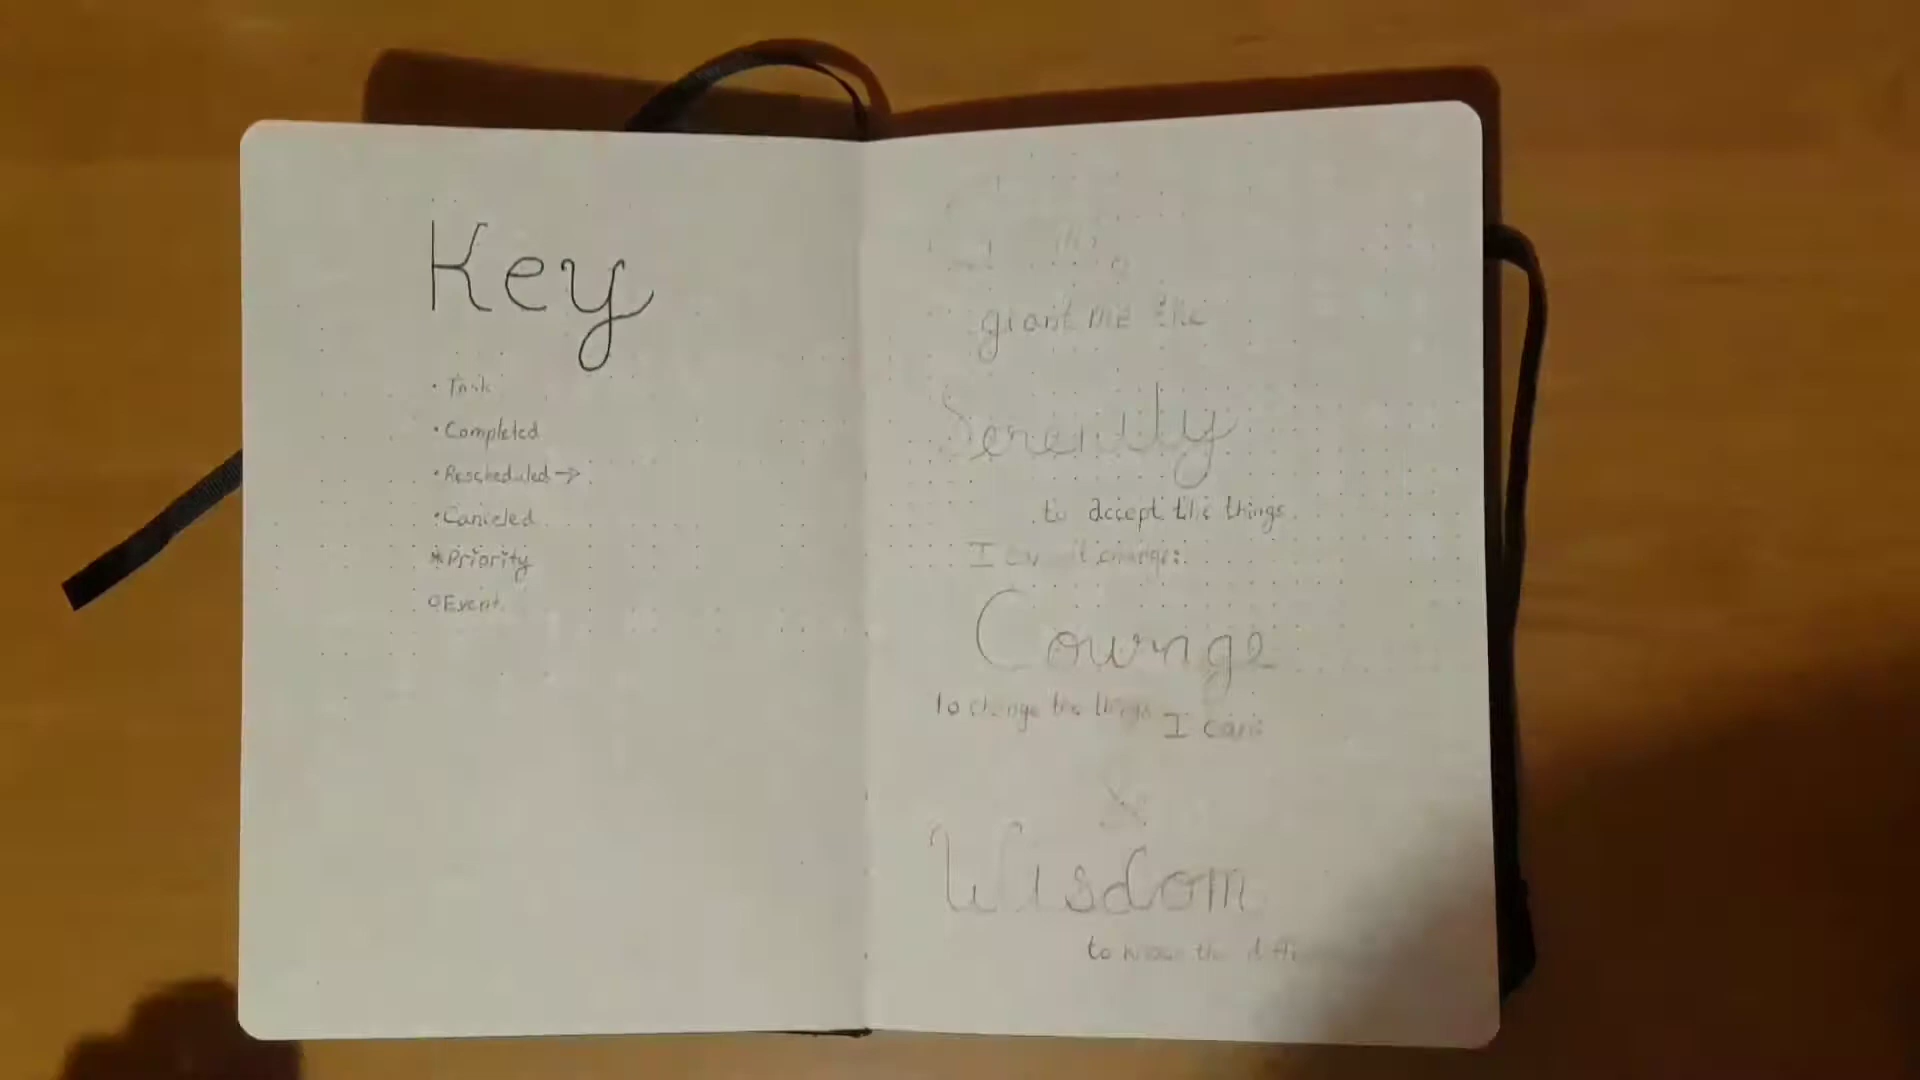 Key
• Task
• Completed
• Rescheduled →
• Canceled
* Priority
o Event
grant me the
Serenity
to accept the things
I change;
Courage
to change the things
I can;
&
Wisdom
to know the